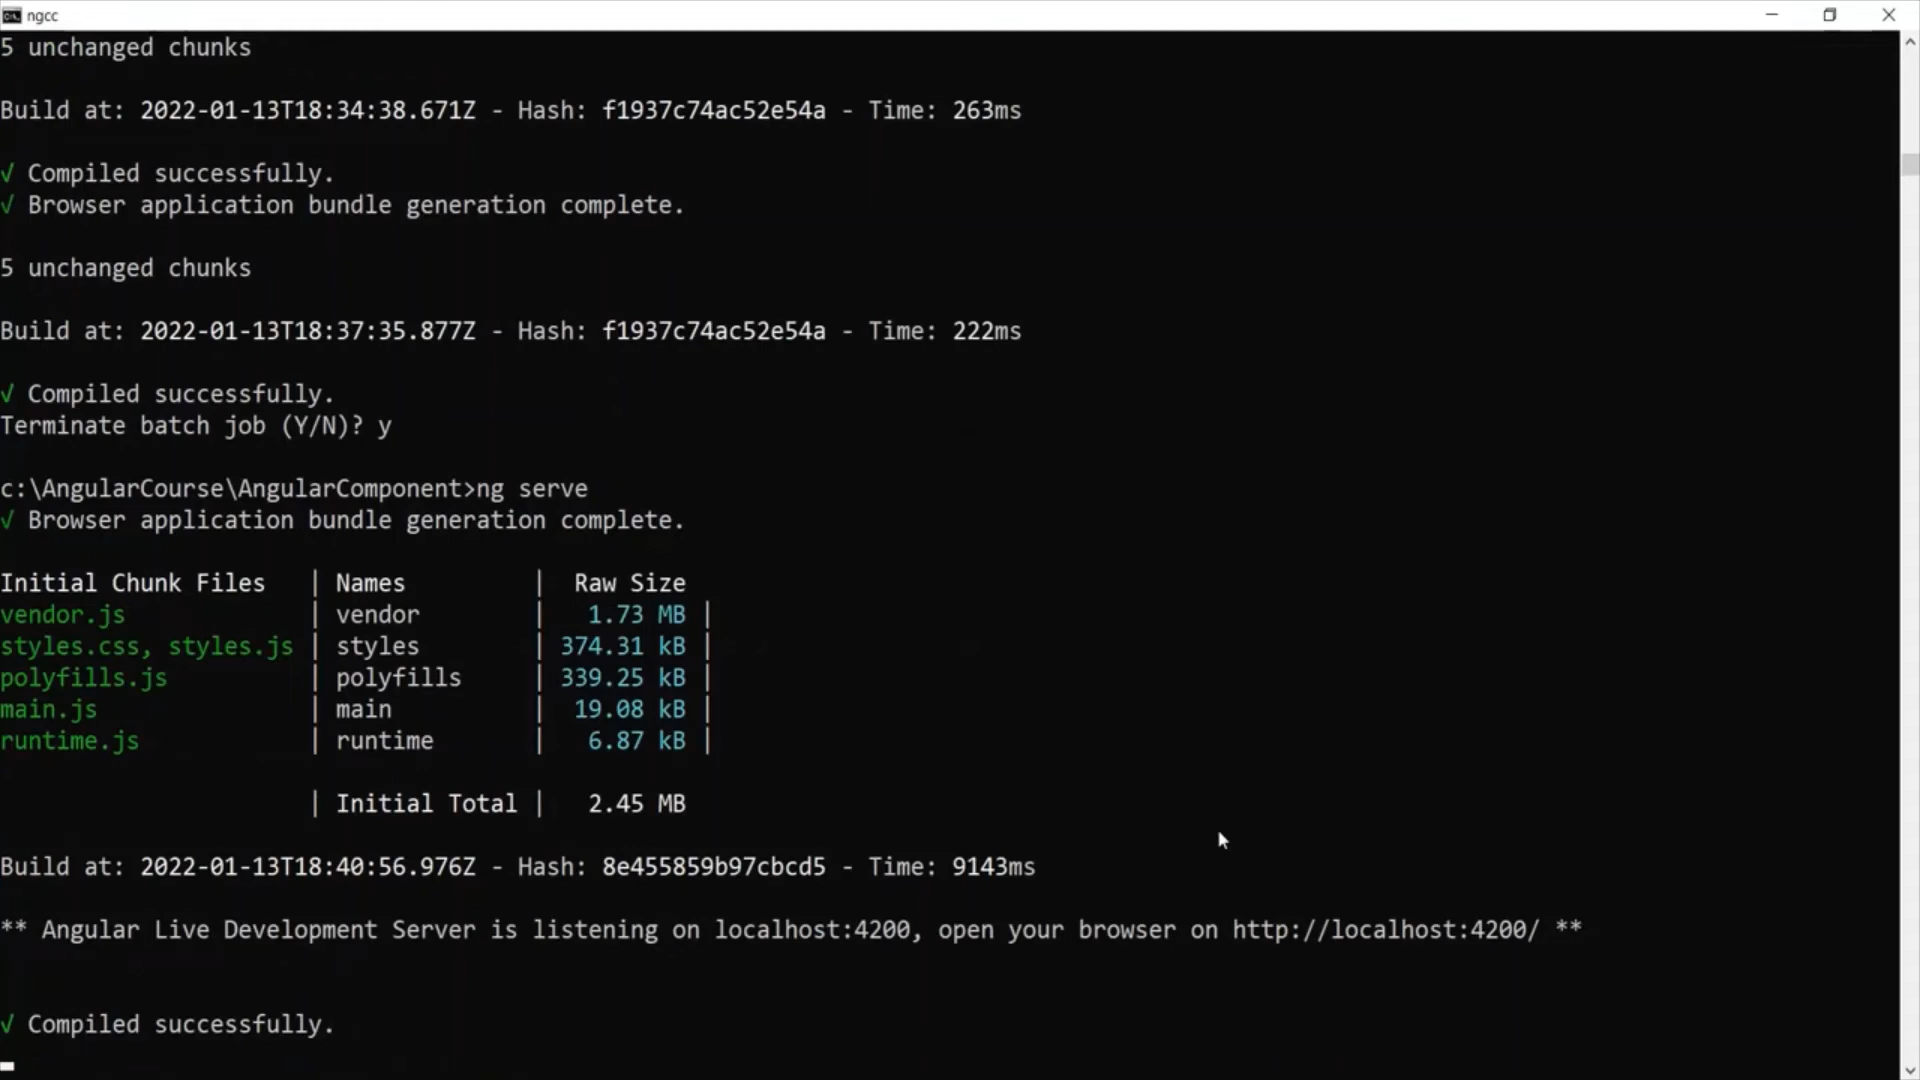 ngcc
5 unchanged chunks
Build at: 2022-01-13T18:34:38.671Z - Hash: f1937c74ac52e54a - Time: 263ms
√ Compiled successfully.
√ Browser application bundle generation complete.
5 unchanged chunks
Build at: 2022-01-13T18:37:35.877Z - Hash: f1937c74ac52e54a - Time: 222ms
√ Compiled successfully.
Terminate batch job (Y/N)? y
c:\AngularCourse\AngularComponent>ng serve
√ Browser application bundle generation complete.
Initial Chunk Files | Names | Raw Size
vendor.js | vendor | 1.73 MB |
styles.css, styles.js | styles | 374.31 kB |
polyfills.js | polyfills | 339.25 kB |
main.js | main | 19.08 kB |
runtime.js | runtime | 6.87 kB |
| Initial Total | 2.45 MB
Build at: 2022-01-13T18:40:56.976Z - Hash: 8e455859b97cbcd5 - Time: 9143ms
** Angular Live Development Server is listening on localhost:4200, open your browser on http://localhost:4200/ **
√ Compiled successfully.